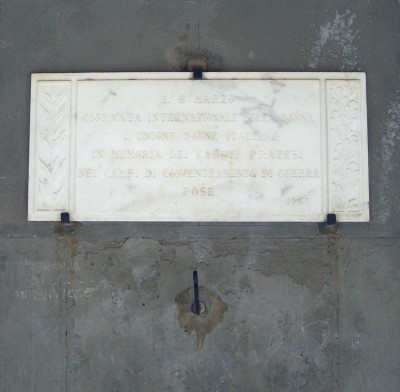 L' 8 MARZO
GIORNATA INTERNAZIONALE DELLA DONNA
L'UNIONE DONNE ITALIANE
IN MEMORIA DEI CADUTI PRATESI
NEI CAMPI DI CONCENTRAMENTO DI GUERRA
POSE